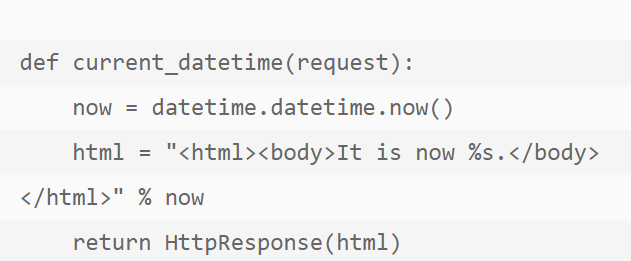 def current_datetime(request):
    now = datetime.datetime.now()
    html = "<html><body>It is now %s.</body>
</html>" % now
    return HttpResponse(html)